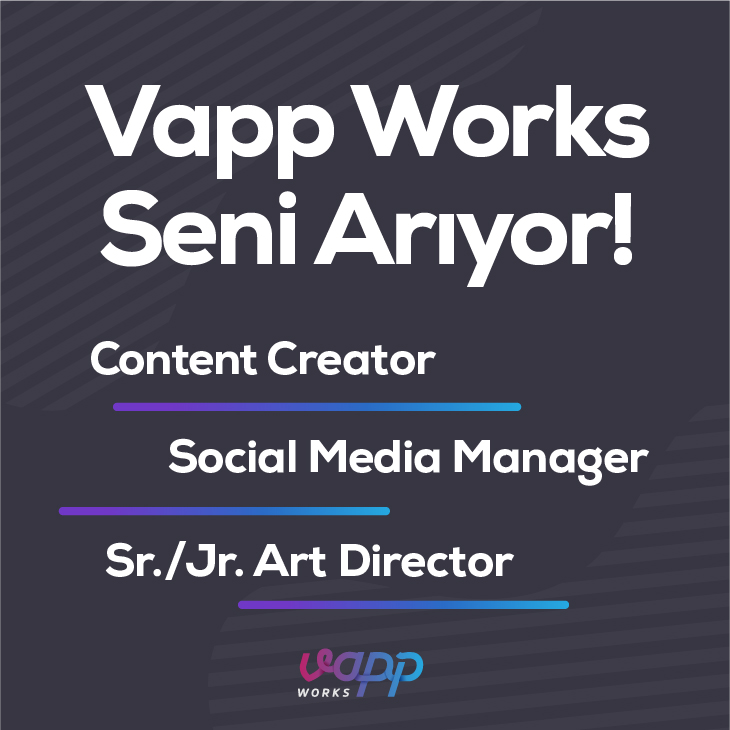 Vapp Works
Seni Arıyor!
Content Creator
Social Media Manager
Sr./Jr. Art Director
vapp
WORKS